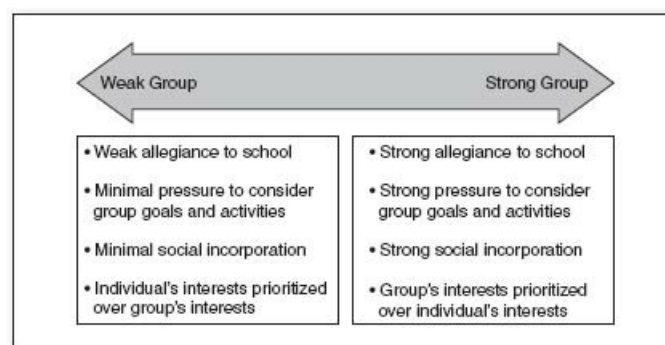 Weak Group
Strong Group
• Weak allegiance to school
• Minimal pressure to consider
group goals and activities
• Minimal social incorporation
• Individual's interests prioritized
over group's interests
• Strong allegiance to school
• Strong pressure to consider
group goals and activities
• Strong social incorporation
• Group's interests prioritized
over individual's interests